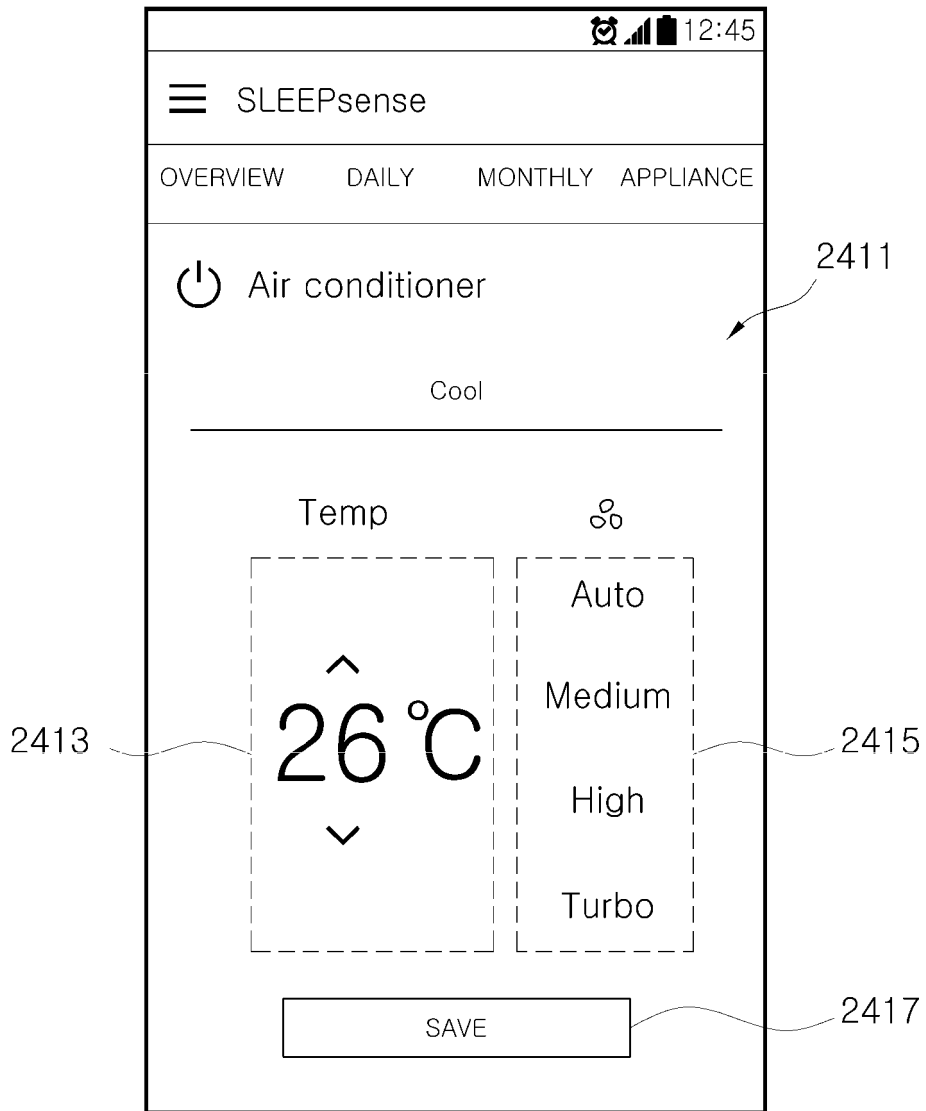 12:45
SLEEPsense
OVERVIEW DAILY MONTHLY APPLIANCE
2411
Air conditioner
Cool
Temp
Auto
Medium
26 °C
2413
2415
High
Turbo
SAVE
2417